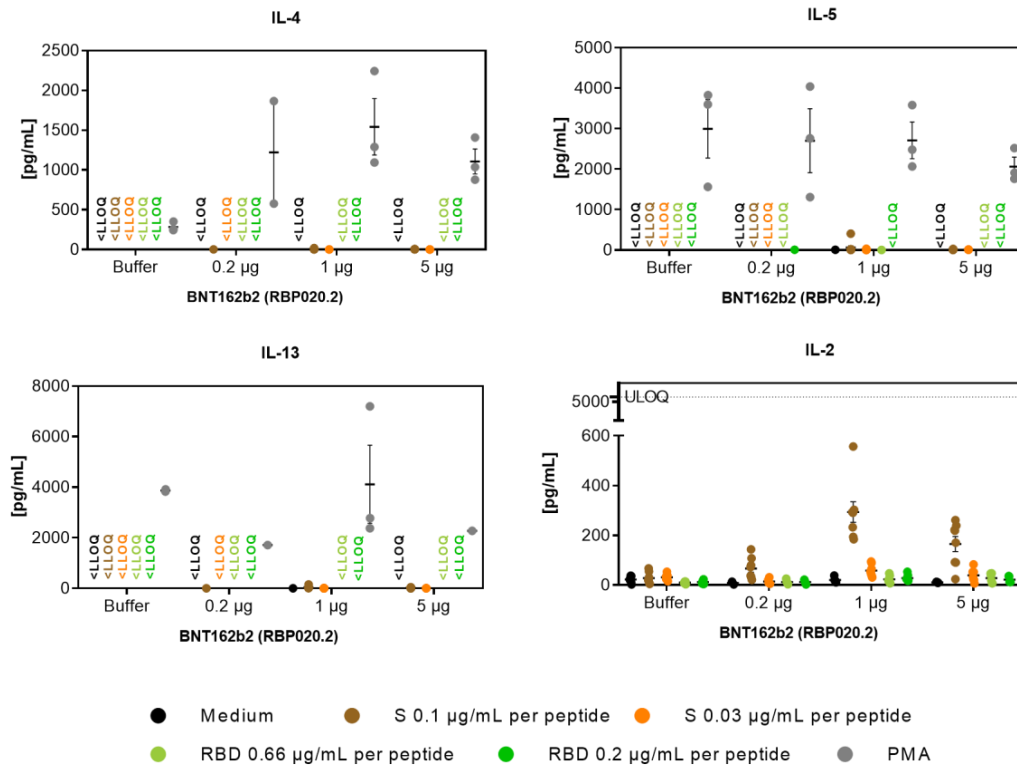 IL-4
2500
2000
1500
1000
500
0
[pg/mL]
<LLOQ <LLOQ <LLOQ <LLOQ <LLOQ <LLOQ <LLOQ <LLOQ <LLOQ <LLOQ <LLOQ <LLOQ <LLOQ <LLOQ <LLOQ
Buffer 0.2 µg 1 µg 5 µg
BNT162b2 (RBP020.2)
IL-5
5000
4000
3000
2000
1000
0
[pg/mL]
<LLOQ <LLOQ <LLOQ <LLOQ <LLOQ <LLOQ <LLOQ <LLOQ <LLOQ <LLOQ <LLOQ <LLOQ <LLOQ
Buffer 0.2 µg 1 µg 5 µg
BNT162b2 (RBP020.2)
IL-13
8000
6000
4000
2000
0
[pg/mL]
<LLOQ <LLOQ <LLOQ <LLOQ <LLOQ <LLOQ <LLOQ <LLOQ <LLOQ <LLOQ <LLOQ <LLOQ <LLOQ <LLOQ
Buffer 0.2 µg 1 µg 5 µg
BNT162b2 (RBP020.2)
IL-2
ULOQ
5000
600
400
200
0
[pg/mL]
Buffer 0.2 µg 1 µg 5 µg
BNT162b2 (RBP020.2)
Medium S 0.1 µg/mL per peptide S 0.03 µg/mL per peptide
RBD 0.66 µg/mL per peptide RBD 0.2 µg/mL per peptide PMA